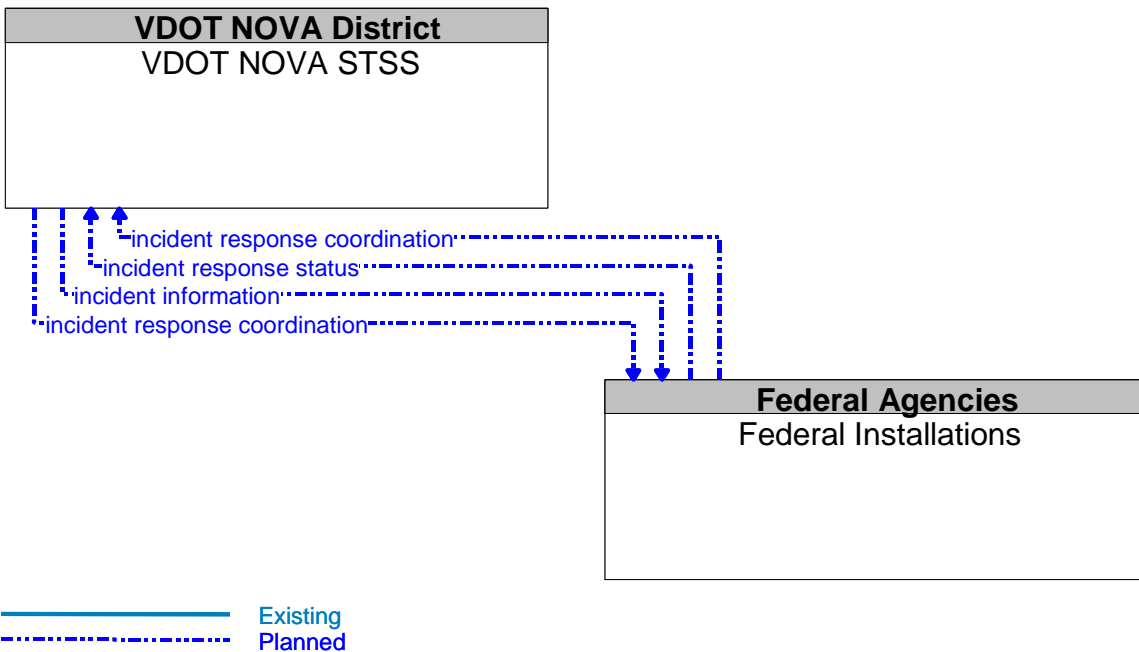 VDOT NOVA District
VDOT NOVA STSS
incident response coordination
incident response status
incident information
incident response coordination
Federal Agencies
Federal Installations
Existing
Planned